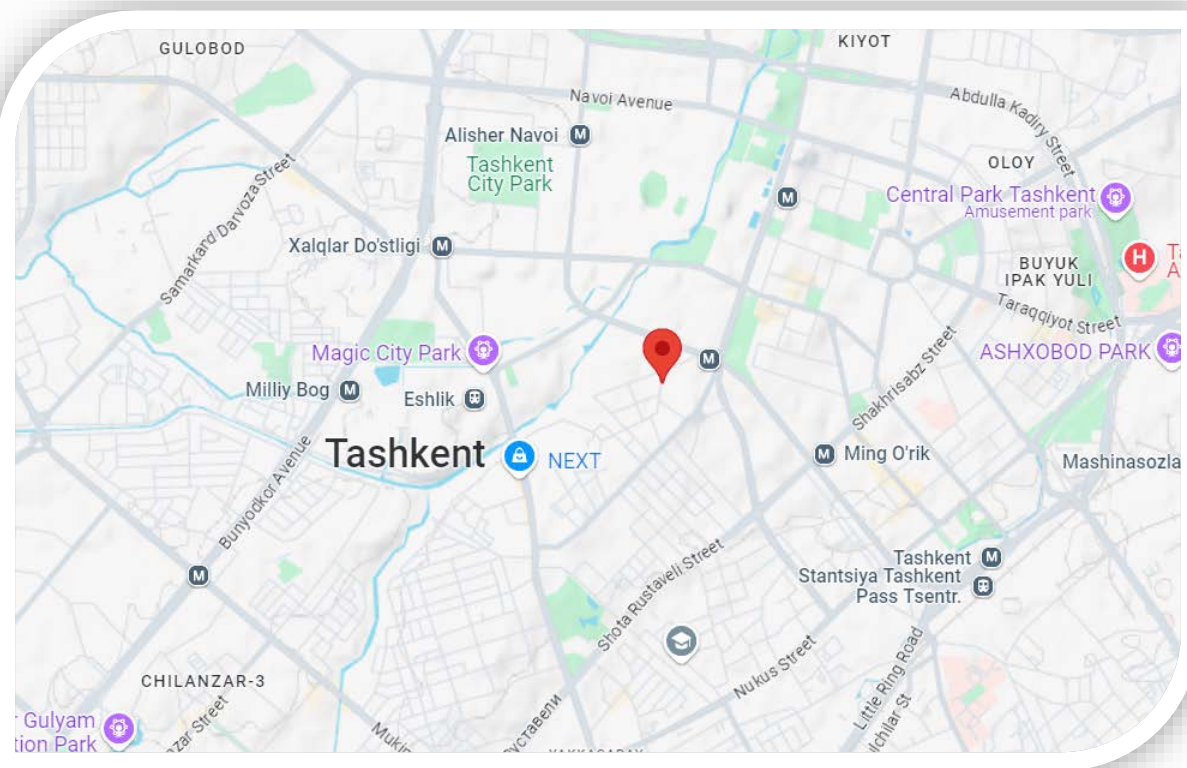 GULOBOD
KIYOT
Navoi Avenue
Abdulla Kadiry Street
Alisher Navoi M
Tashkent
City Park
OLOY
M
Central Park Tashkent
Amusement park
Samarkand Darvoza Street
Xalqlar Do'stligi M
H
BUYUK
IPAK YULI
Taraqqiyot Street
Magic City Park
M
ASHXOBOD PARK
Shakhrisabz Street
Milliy Bog M
Eshlik
Tashkent
NEXT
M Ming O'rik
Bunyodkor Avenue
Tashkent M
Stantsiya Tashkent
Pass Tsentr.
M
Shota Rustaveli Street
Nukus Street
Little Ring Road
CHILANZAR-3
Gulyam
Park